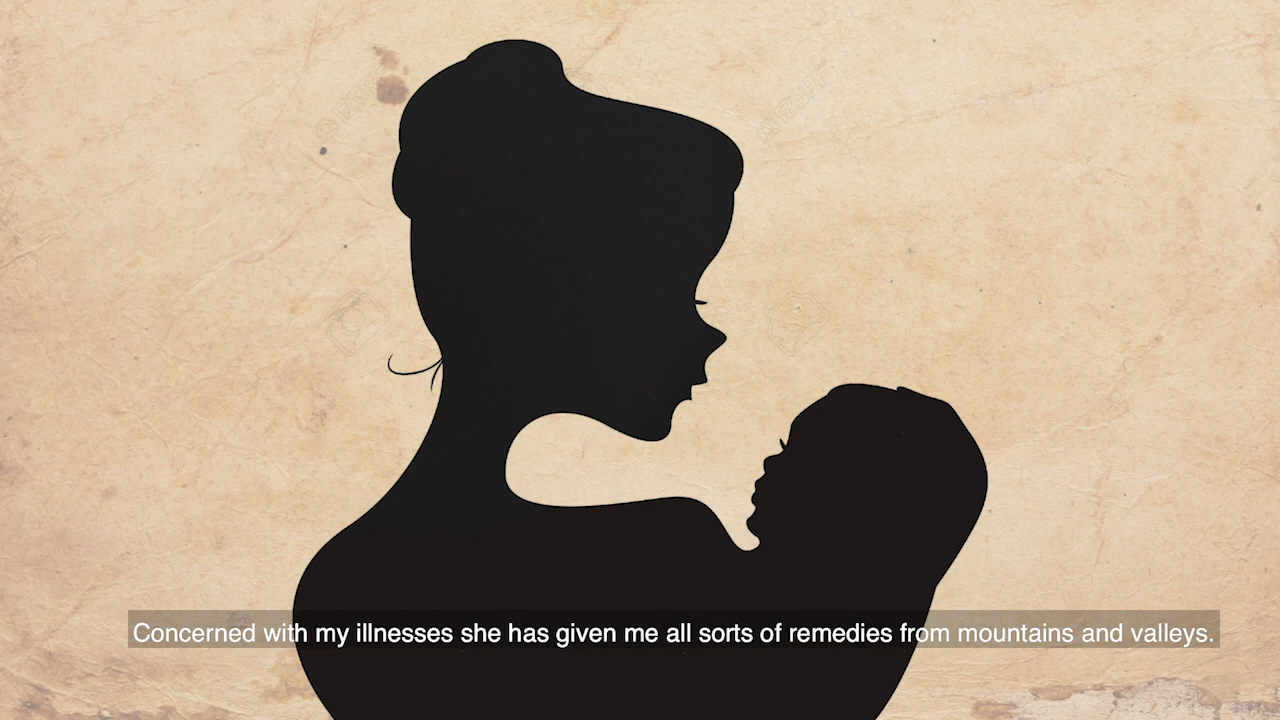 Concerned with my illnesses she has given me all sorts of remedies from mountains and valleys.